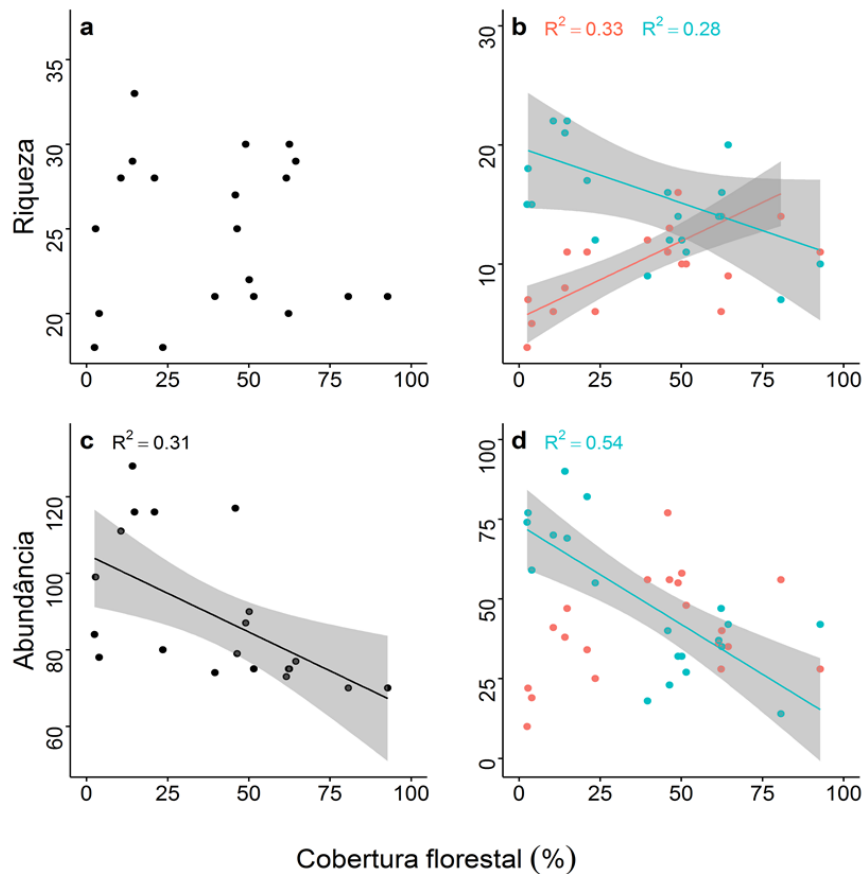 a
35
30
25
20
Riqueza
0 25 50 75 100
b R² = 0.33 R² = 0.28
30
20
10
0 25 50 75 100
c R² = 0.31
120
100
80
60
Abundância
0 25 50 75 100
d R² = 0.54
100
75
50
25
0
0 25 50 75 100
Cobertura florestal (%)